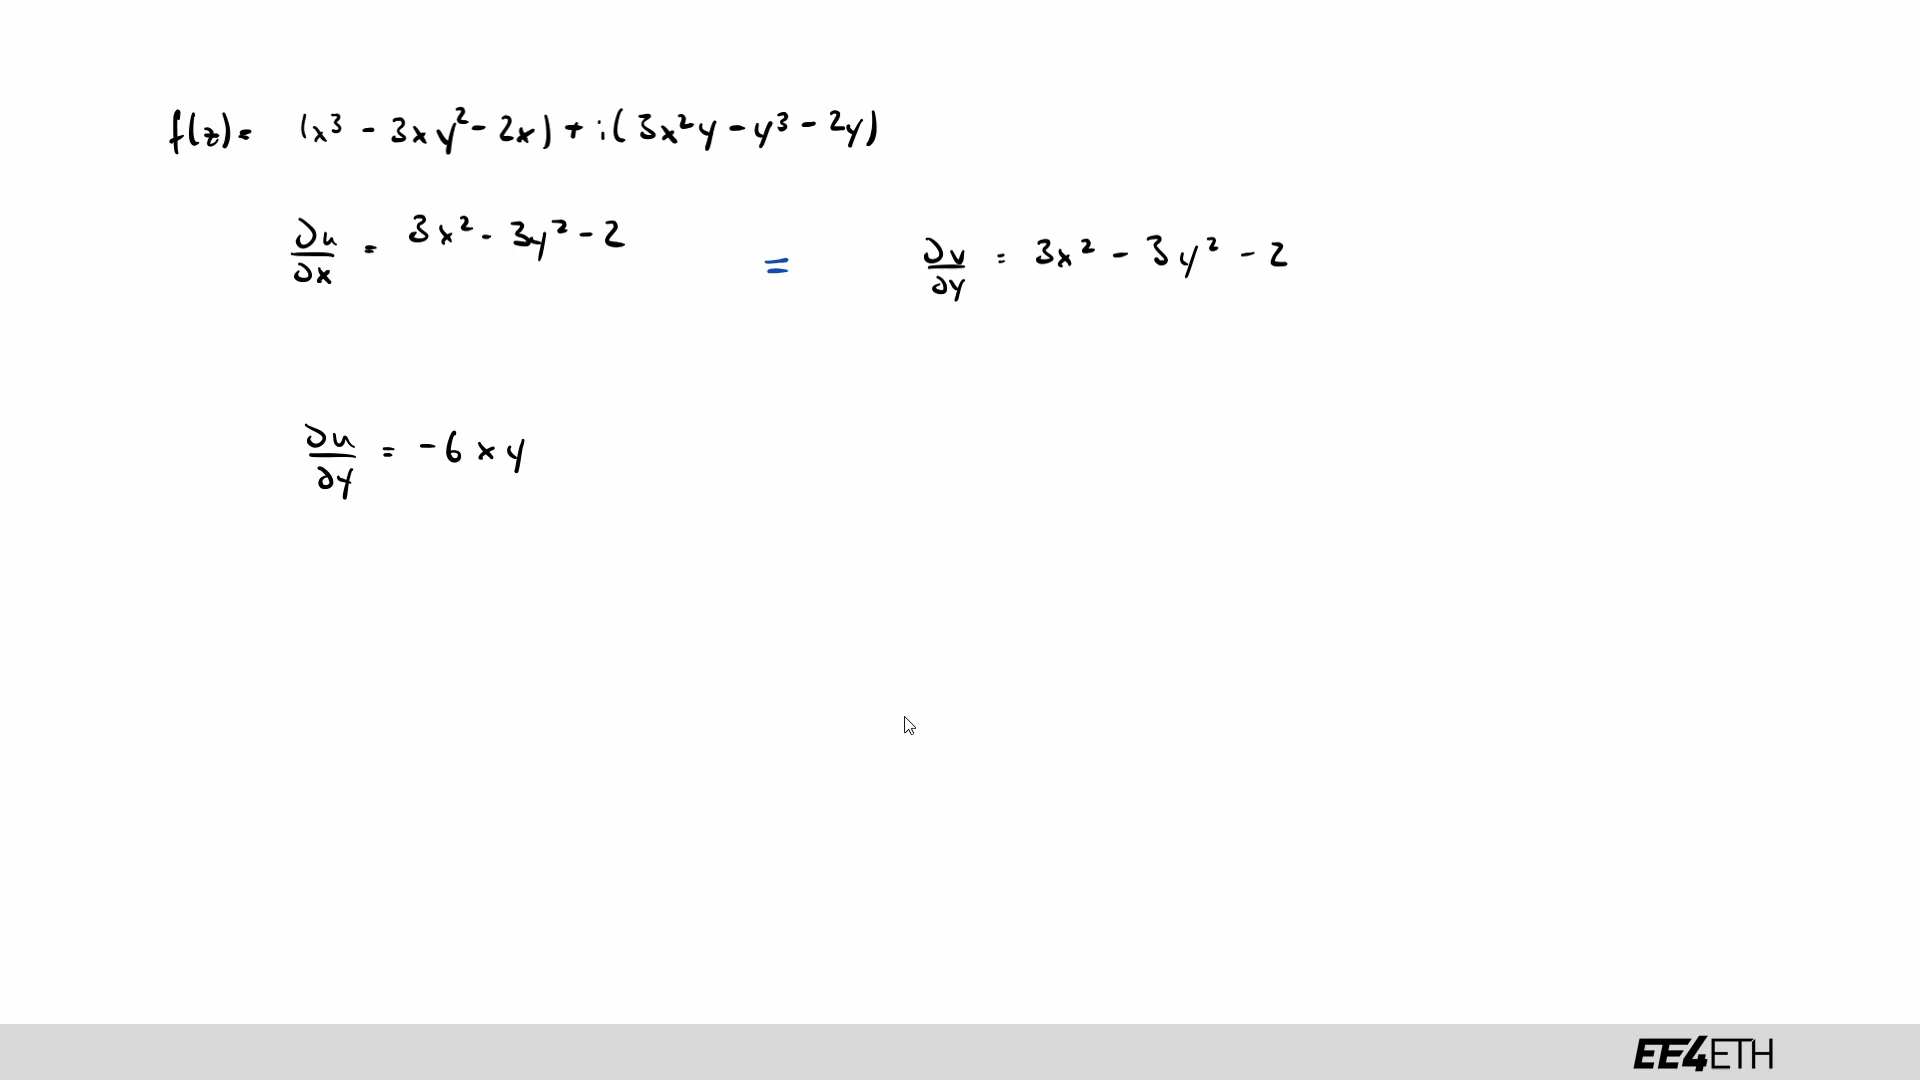 f(z) = (x³ - 3xy² - 2x) + i(3x²y - y³ - 2y)
∂u/∂x = 3x² - 3y² - 2 = ∂v/∂y = 3x² - 3y² - 2
∂u/∂y = -6xy
EE4ETH